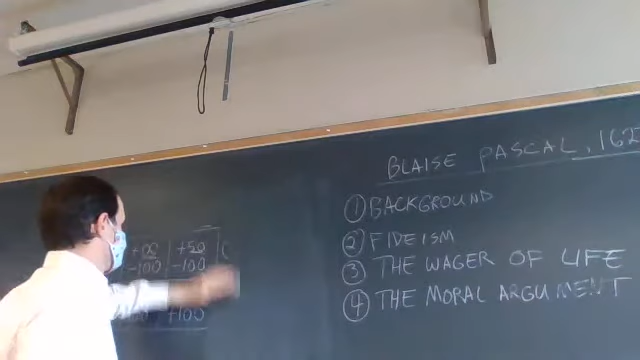 BLAISE PASCAL, 162
① BACKGROUND
② FIDEISM
③ THE WAGER OF LIFE
④ THE MORAL ARGUMENT
+∞ | +50
-100 | -100
+100